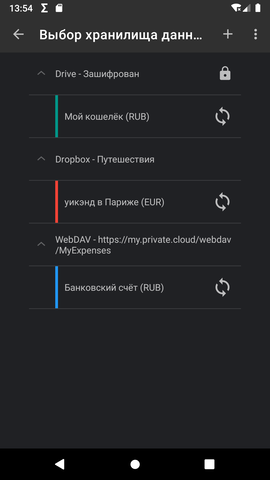 13:54
Выбор хранилища данн...
Drive - Зашифрован
Мой кошелёк (RUB)
Dropbox - Путешествия
уикэнд в Париже (EUR)
WebDAV - https://my.private.cloud/webdav
/MyExpenses
Банковский счёт (RUB)